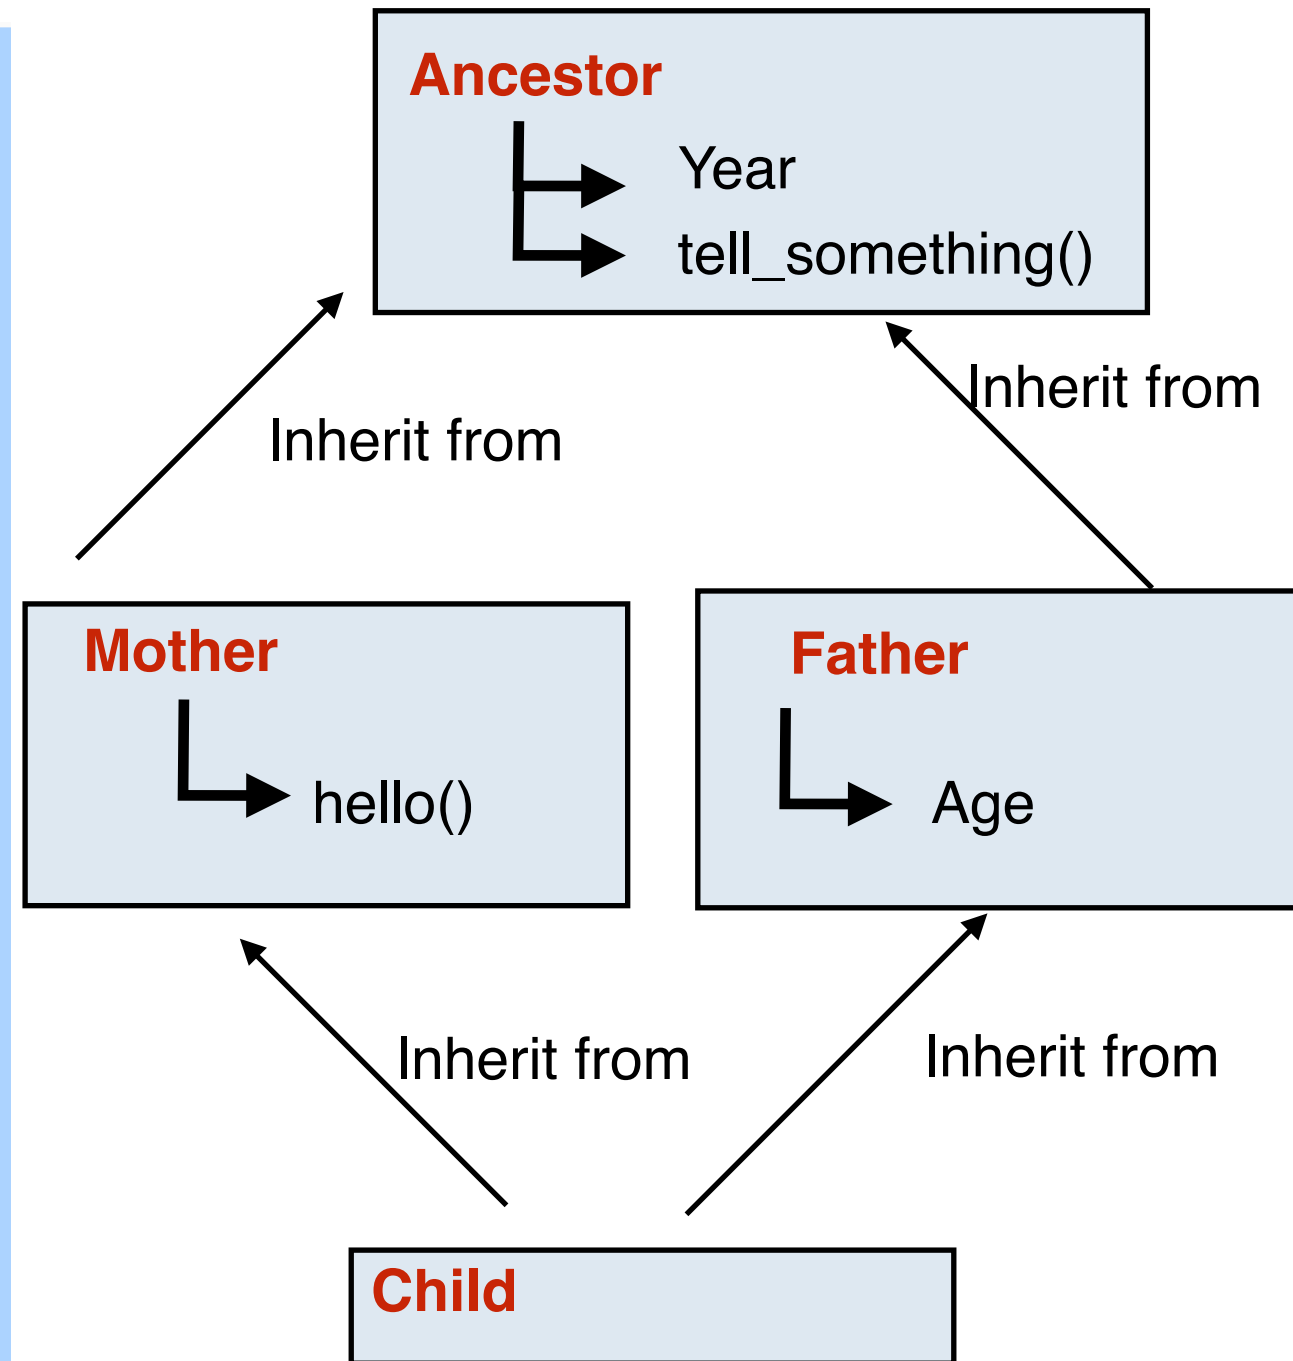 Ancestor
Year
tell_something()
Inherit from
Inherit from
Mother
Father
hello()
Age
Inherit from
Inherit from
Child